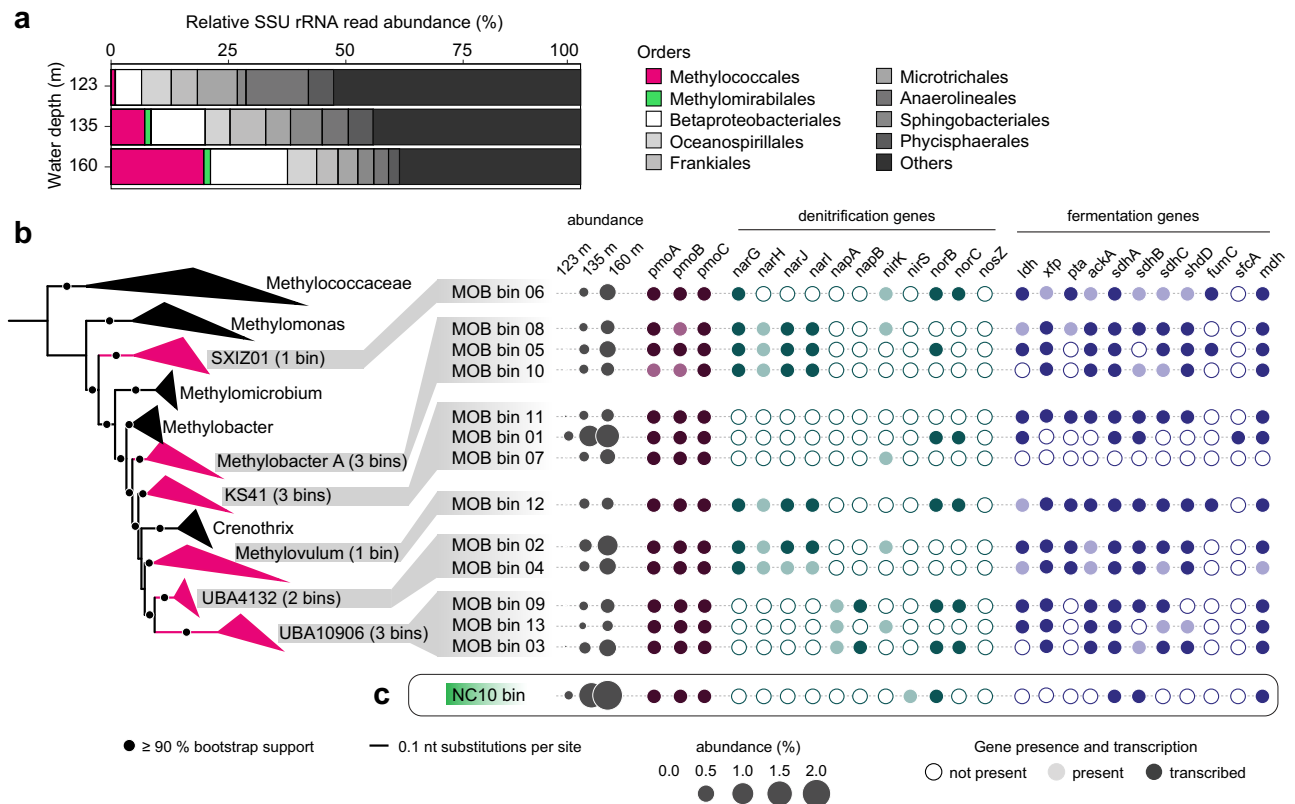 a
Relative SSU rRNA read abundance (%)
0 25 50 75 100
Water depth (m)
123
135
160
Orders
Methylococcales
Methylomirabilales
Betaproteobacteriales
Oceanospirillales
Frankiales
Microtrichales
Anaerolineales
Sphingobacteriales
Phycisphaerales
Others
b
abundance
denitrification genes
fermentation genes
123 m 135 m 160 m
pmoA pmoB pmoC
narG narH narJ narI napA napB nirK nirS norB norC nosZ
ldh xfp pta ackA sdhA sdhB sdhC shdD fumC sfcA mdh
Methylococcaceae
Methylomonas
SXIZ01 (1 bin)
Methylomicrobium
Methylobacter
Methylobacter A (3 bins)
KS41 (3 bins)
Crenothrix
Methylovulum (1 bin)
UBA4132 (2 bins)
UBA10906 (3 bins)
MOB bin 06
MOB bin 08
MOB bin 05
MOB bin 10
MOB bin 11
MOB bin 01
MOB bin 07
MOB bin 12
MOB bin 02
MOB bin 04
MOB bin 09
MOB bin 13
MOB bin 03
c
NC10 bin
≥ 90 % bootstrap support
0.1 nt substitutions per site
abundance (%)
0.0 0.5 1.0 1.5 2.0
Gene presence and transcription
not present
present
transcribed